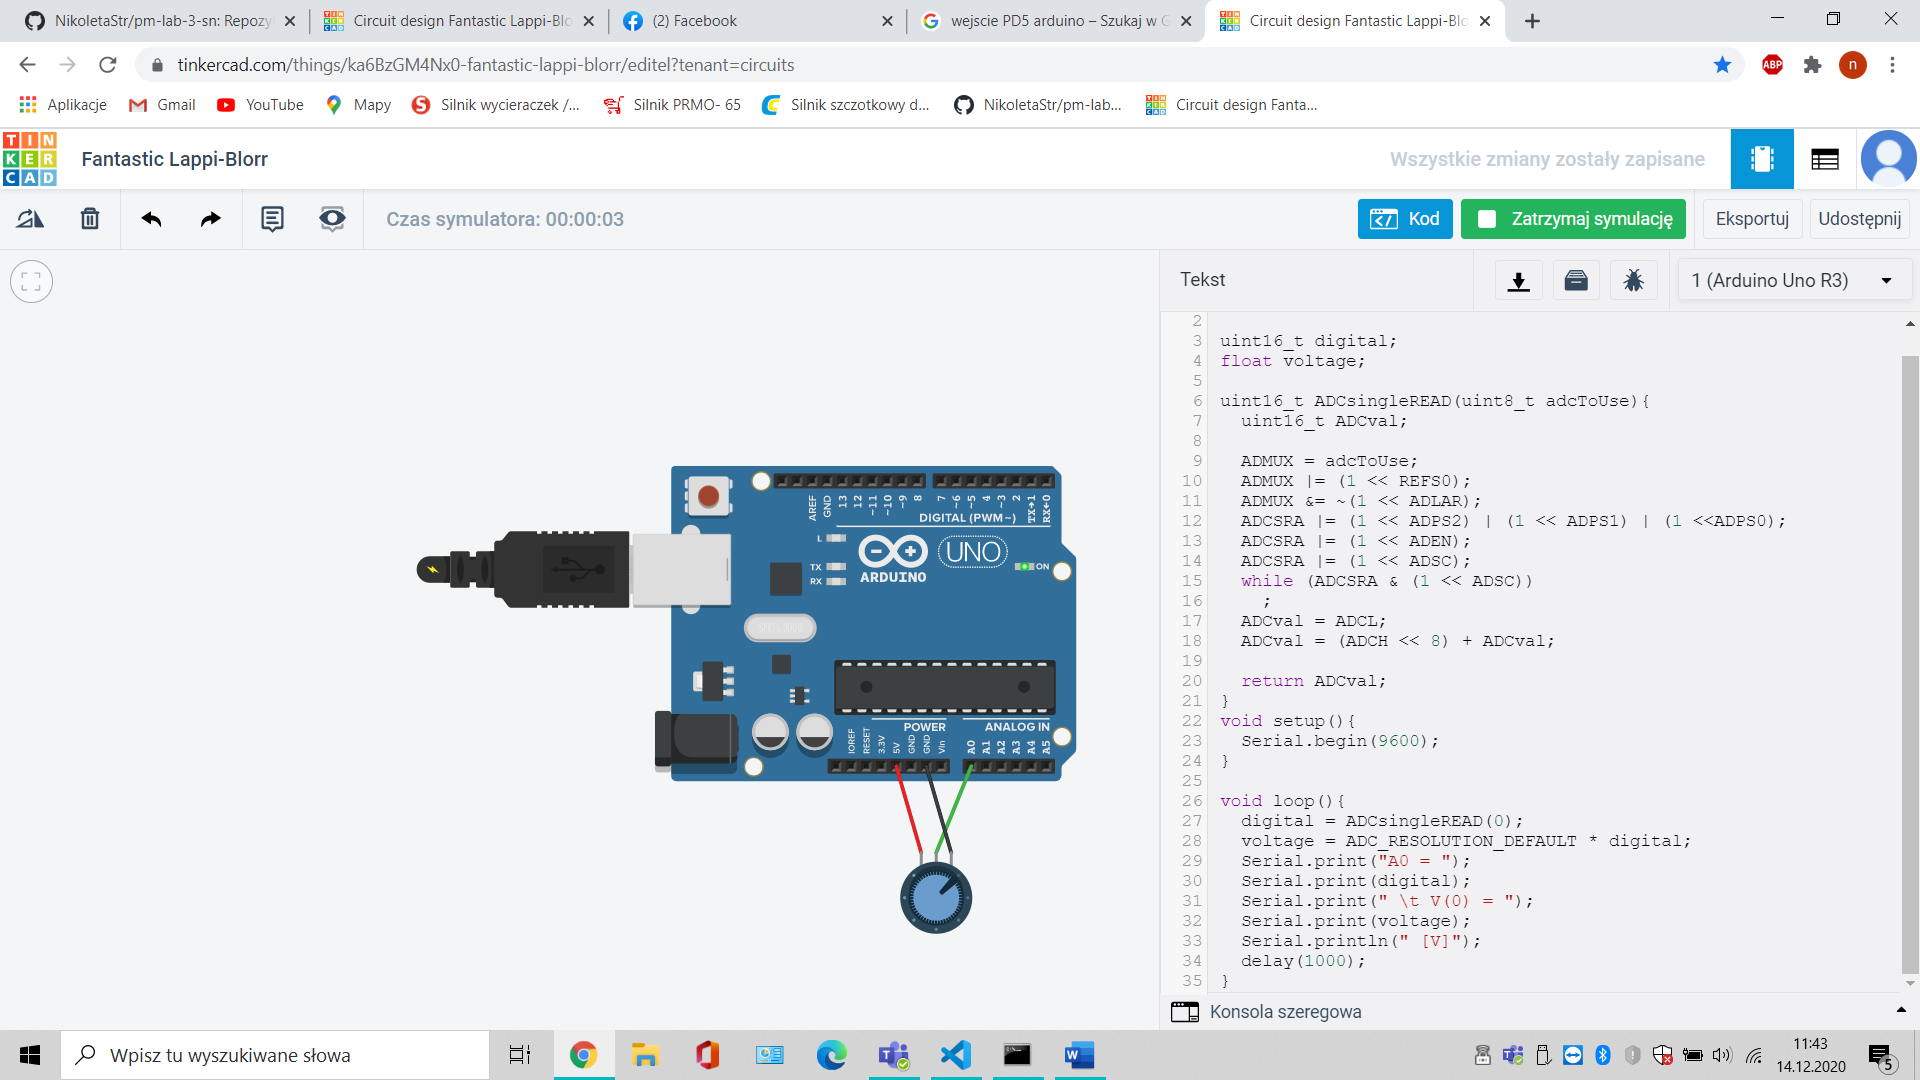 NikoletaStr/pm-lab-3-sn: Repozy
Circuit design Fantastic Lappi-Blo
(2) Facebook
wejscie PD5 arduino – Szukaj w G
Circuit design Fantastic Lappi-Blo
tinkercad.com/things/ka6BzGM4Nx0-fantastic-lappi-blorr/editel?tenant=circuits
ABP
n
Aplikacje
Gmail
YouTube
Mapy
Silnik wycieraczek /...
Silnik PRMO- 65
Silnik szczotkowy d...
NikoletaStr/pm-lab...
Circuit design Fanta...
TIN
KER
CAD
Fantastic Lappi-Blorr
Wszystkie zmiany zostały zapisane
Czas symulatora: 00:00:03
Kod
Zatrzymaj symulację
Eksportuj
Udostępnij
Tekst
1 (Arduino Uno R3)
2
3 uint16_t digital;
4 float voltage;
5
6 uint16_t ADCsingleREAD(uint8_t adcToUse){
7 uint16_t ADCval;
8
9 ADMUX = adcToUse;
10 ADMUX |= (1 << REFS0);
11 ADMUX &= ~(1 << ADLAR);
12 ADCSRA |= (1 << ADPS2) | (1 << ADPS1) | (1 <<ADPS0);
13 ADCSRA |= (1 << ADEN);
14 ADCSRA |= (1 << ADSC);
15 while (ADCSRA & (1 << ADSC))
16 ;
17 ADCval = ADCL;
18 ADCval = (ADCH << 8) + ADCval;
19
20 return ADCval;
21 }
22 void setup(){
23 Serial.begin(9600);
24 }
25
26 void loop(){
27 digital = ADCsingleREAD(0);
28 voltage = ADC_RESOLUTION_DEFAULT * digital;
29 Serial.print("A0 = ");
30 Serial.print(digital);
31 Serial.print(" \t V(0) = ");
32 Serial.print(voltage);
33 Serial.println(" [V]");
34 delay(1000);
35 }
AREF GND 13 12 ~11 ~10 ~9 8 7 ~6 ~5 4 ~3 2 TX→1 RX←0
DIGITAL (PWM~)
L
TX
RX
ARDUINO
UNO
ON
POWER
ANALOG IN
IOREF RESET 3.3V 5V GND GND Vin A0 A1 A2 A3 A4 A5
Konsola szeregowa
Wpisz tu wyszukiwane słowa
11:43
14.12.2020
5